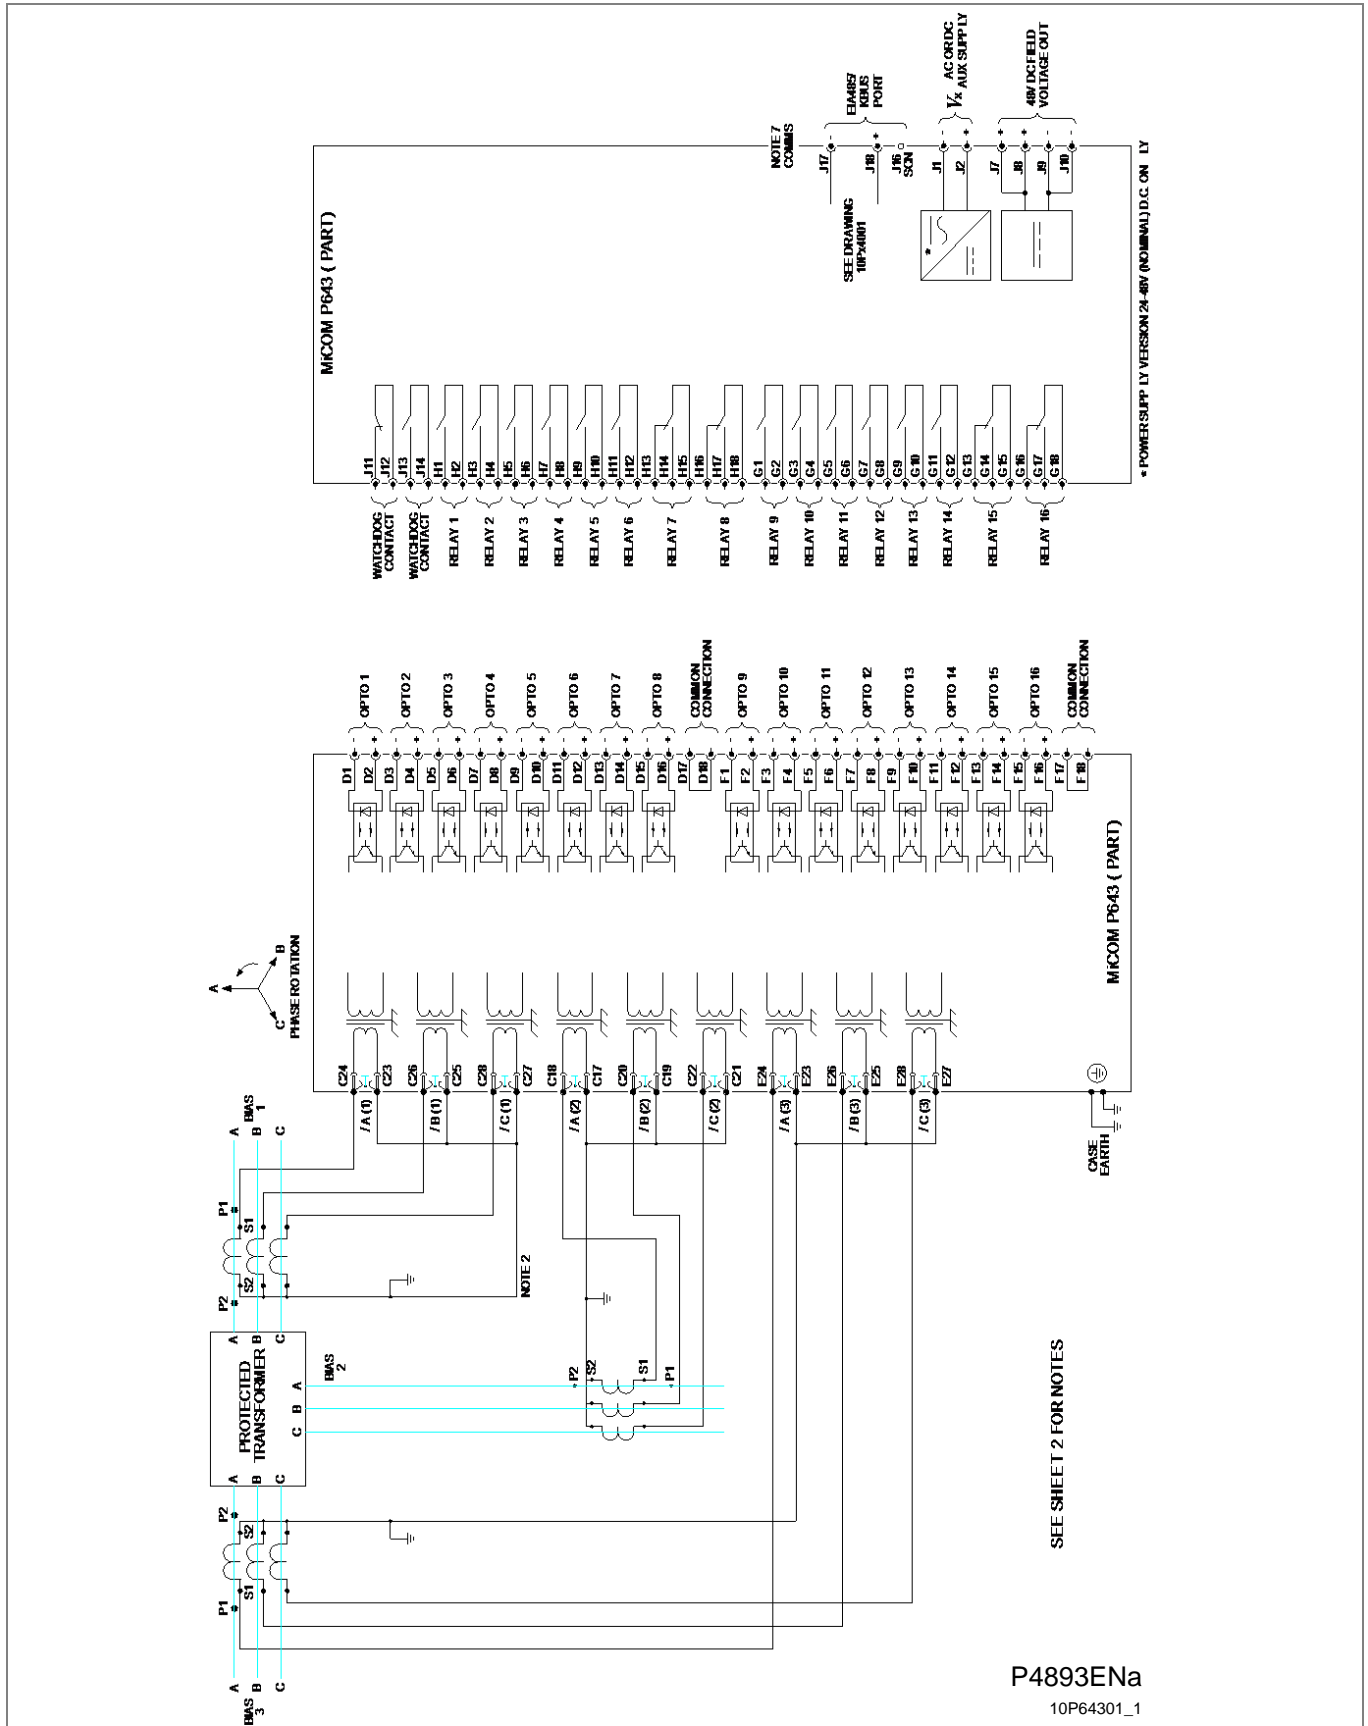 MiCOM P643 ( PART)
NOTE 7
COMMS
J17
-
J18
+
J16
SCN
EIA485/
KBUS
PORT
SEE DRAWING
10Px4001
J1
-
J2
+
Vx
AC OR DC
AUX SUPPLY
*
J7
+
J8
+
J9
-
J10
-
48V DC FIELD
VOLTAGE OUT
* POWER SUPP LY VERSION 24-48V (NOMINAL) D.C. ON LY
J11
J12
J13
J14
H1
H2
H3
H4
H5
H6
H7
H8
H9
H10
H11
H12
H13
H14
H15
H16
H17
H18
G1
G2
G3
G4
G5
G6
G7
G8
G9
G10
G11
G12
G13
G14
G15
G16
G17
G18
WATCHDOG
CONTACT
WATCHDOG
CONTACT
RELAY 1
RELAY 2
RELAY 3
RELAY 4
RELAY 5
RELAY 6
RELAY 7
RELAY 8
RELAY 9
RELAY 10
RELAY 11
RELAY 12
RELAY 13
RELAY 14
RELAY 15
RELAY 16
OPTO 1
OPTO 2
OPTO 3
OPTO 4
OPTO 5
OPTO 6
OPTO 7
OPTO 8
COMMON
CONNECTION
OPTO 9
OPTO 10
OPTO 11
OPTO 12
OPTO 13
OPTO 14
OPTO 15
OPTO 16
COMMON
CONNECTION
- + - + - + - + - + - + - + - +
- + - + - + - + - + - + - + - +
D1
D2
D3
D4
D5
D6
D7
D8
D9
D10
D11
D12
D13
D14
D15
D16
D17
D18
F1
F2
F3
F4
F5
F6
F7
F8
F9
F10
F11
F12
F13
F14
F15
F16
F17
F18
MiCOM P643 ( PART)
A
B
C
PHASE ROTATION
C24
C23
C26
C25
C28
C27
C18
C17
C20
C19
C22
C21
E24
E23
E26
E25
E28
E27
I A (1)
I B (1)
I C (1)
I A (2)
I B (2)
I C (2)
I A (3)
I B (3)
I C (3)
CASE
EARTH
A
B
C
BIAS
1
P1
S1
S2
P2
NOTE 2
A
B
C
PROTECTED
TRANSFORMER
A
B
C
BIAS
2
P2
S2
S1
P1
A
B
C
P2
S2
S1
P1
A
B
C
BIAS
3
SEE SHEET 2 FOR NOTES
P4893ENa
10P64301_1